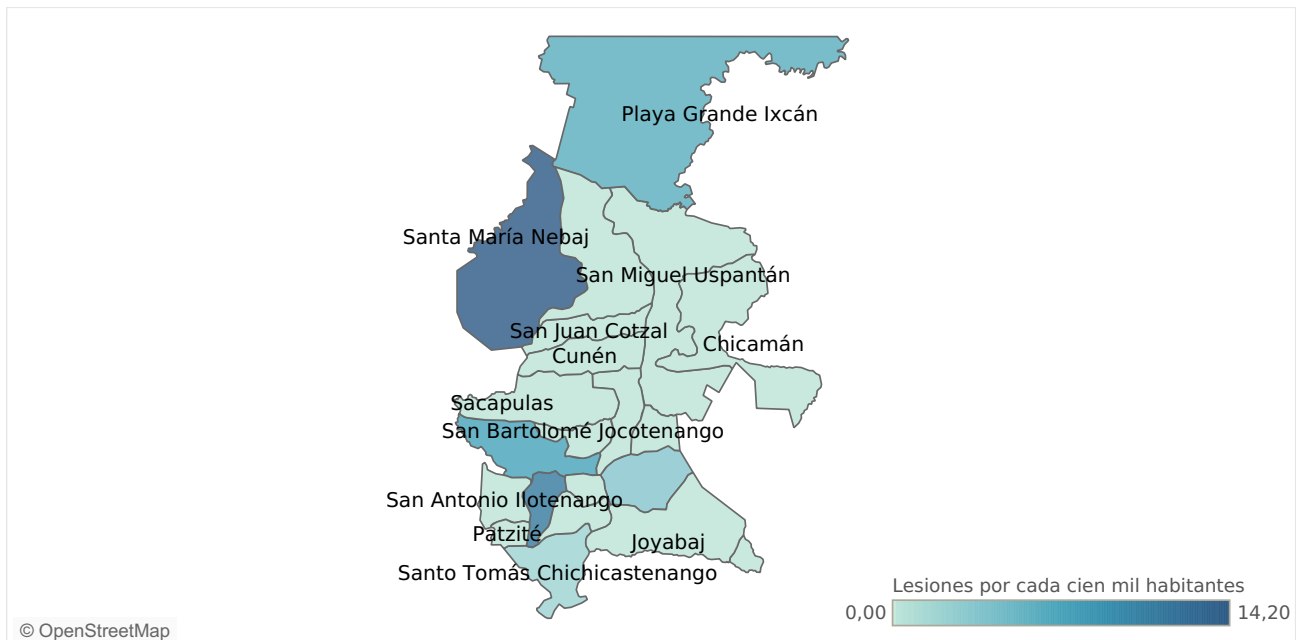 Playa Grande Ixcán
Santa María Nebaj
San Miguel Uspantán
San Juan Cotzal
Chicamán
Cunén
Sacapulas
San Bartolomé Jocotenango
San Antonio Ilotenango
Patzité
Joyabaj
Santo Tomás Chichicastenango
Lesiones por cada cien mil habitantes
0,00 14,20
© OpenStreetMap